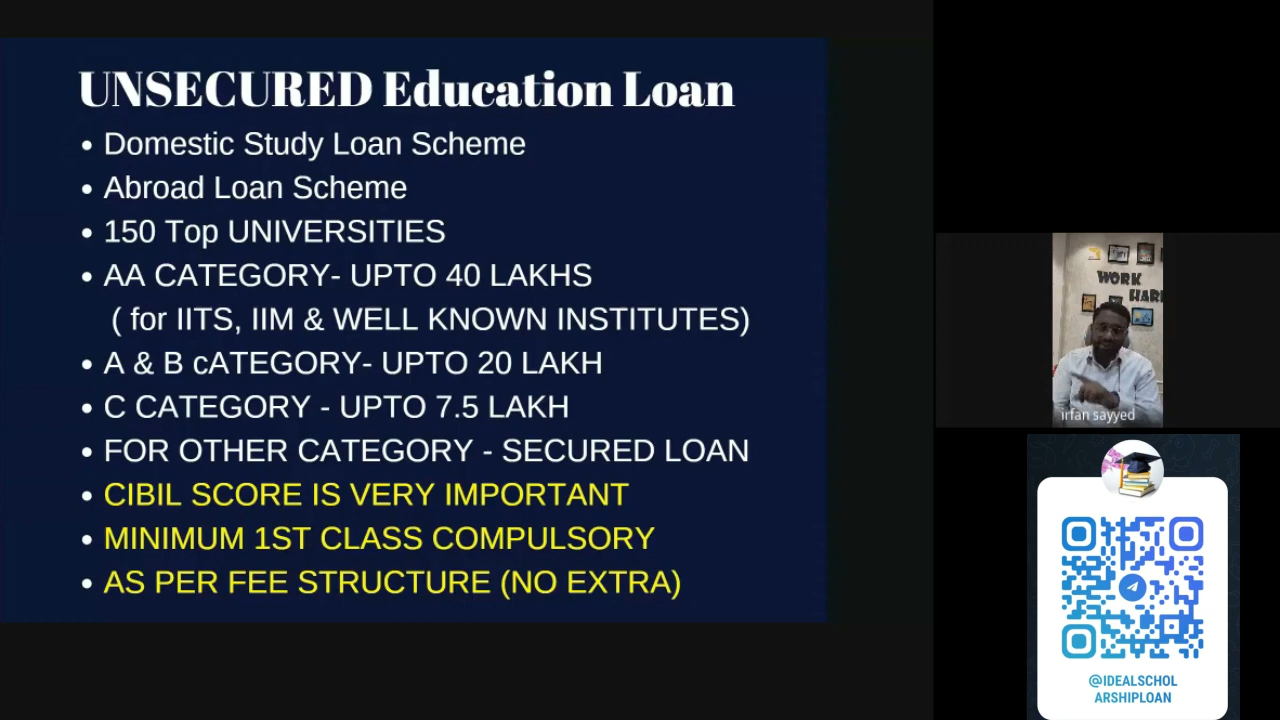 UNSECURED Education Loan
• Domestic Study Loan Scheme
• Abroad Loan Scheme
• 150 Top UNIVERSITIES
• AA CATEGORY- UPTO 40 LAKHS
( for IITS, IIM & WELL KNOWN INSTITUTES)
• A & B cATEGORY- UPTO 20 LAKH
• C CATEGORY - UPTO 7.5 LAKH
• FOR OTHER CATEGORY - SECURED LOAN
• CIBIL SCORE IS VERY IMPORTANT
• MINIMUM 1ST CLASS COMPULSORY
• AS PER FEE STRUCTURE (NO EXTRA)
WORK
HARD
irfan sayyed
@IDEALSCHOL
ARSHIPLOAN